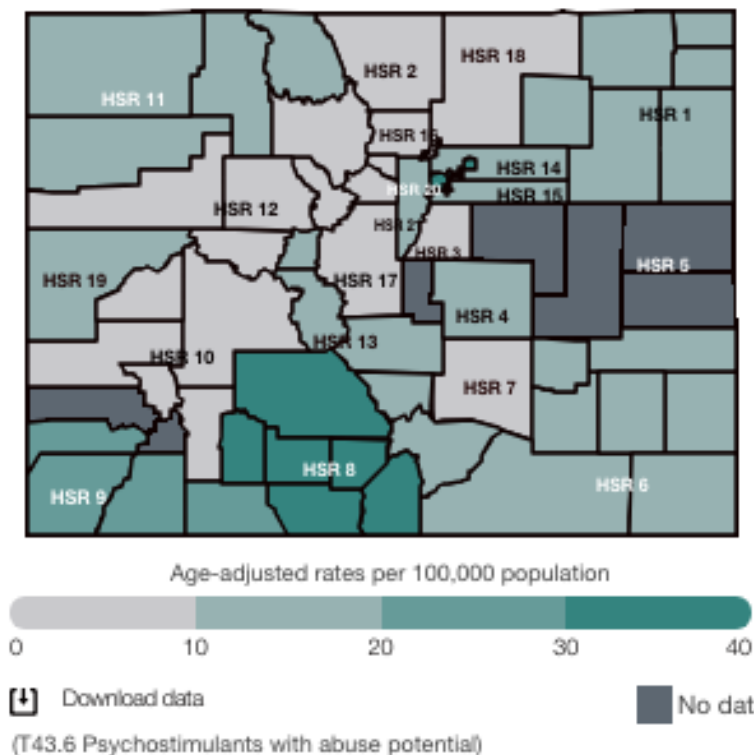 HSR 2
HSR 18
HSR 11
HSR 1
HSR 16
HSR 14
HSR 20
HSR 15
HSR 12
HSR 21
HSR 3
HSR 5
HSR 19
HSR 17
HSR 4
HSR 13
HSR 10
HSR 7
HSR 8
HSR 9
HSR 6
Age-adjusted rates per 100,000 population
0 10 20 30 40
Download data
No dat
(T43.6 Psychostimulants with abuse potential)